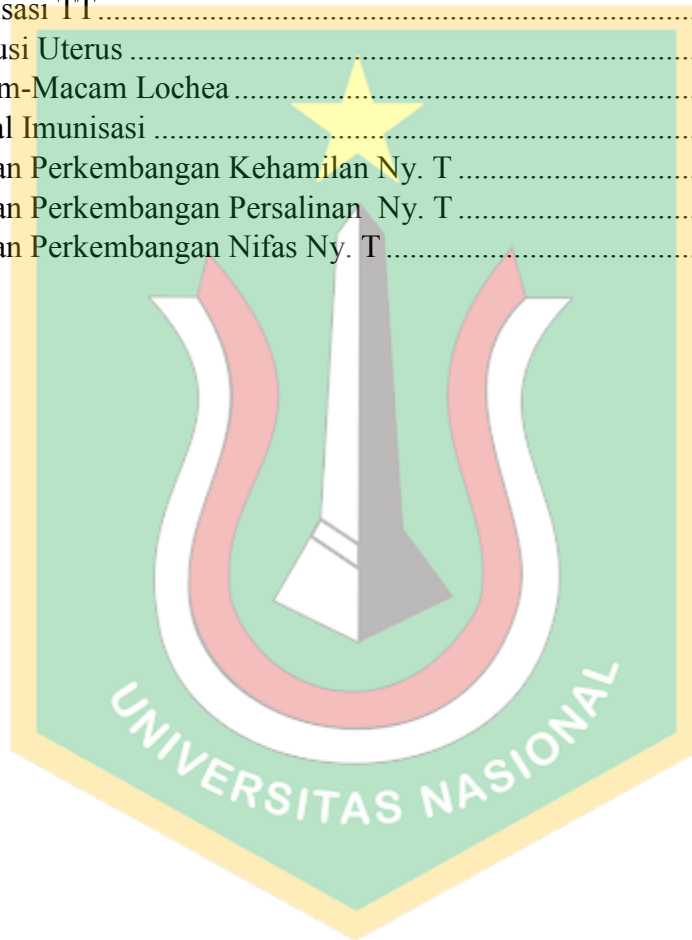 sasi TT
usi Uterus
m-Macam Lochea
al Imunisasi
an Perkembangan Kehamilan Ny. T
an Perkembangan Persalinan Ny. T
an Perkembangan Nifas Ny. T
UNIVERSITAS NASIONAL